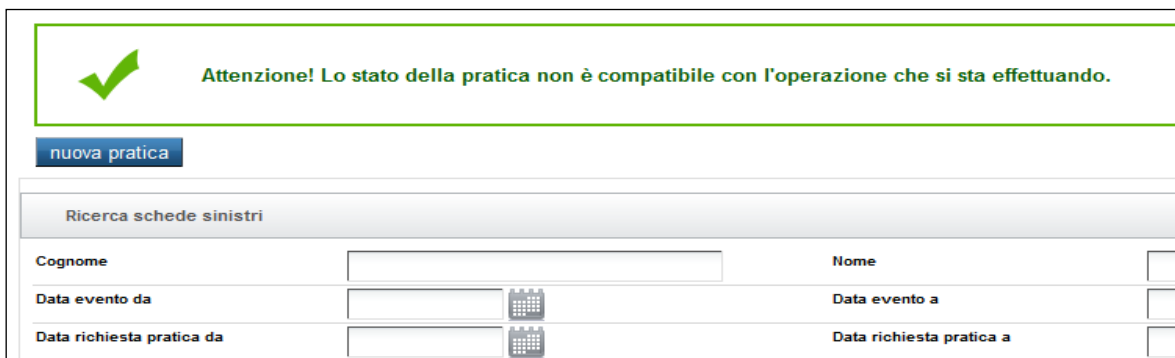 Attenzione! Lo stato della pratica non è compatibile con l'operazione che si sta effettuando.
nuova pratica
Ricerca schede sinistri
Cognome Nome
Data evento da Data evento a
Data richiesta pratica da Data richiesta pratica a